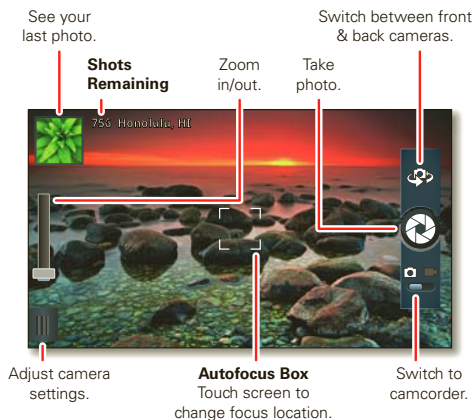 See your
last photo.
Switch between front
& back cameras.
Shots
Remaining
Zoom
in/out.
Take
photo.
756 Honolulu, HI
Adjust camera
settings.
Autofocus Box
Touch screen to
change focus location.
Switch to
camcorder.